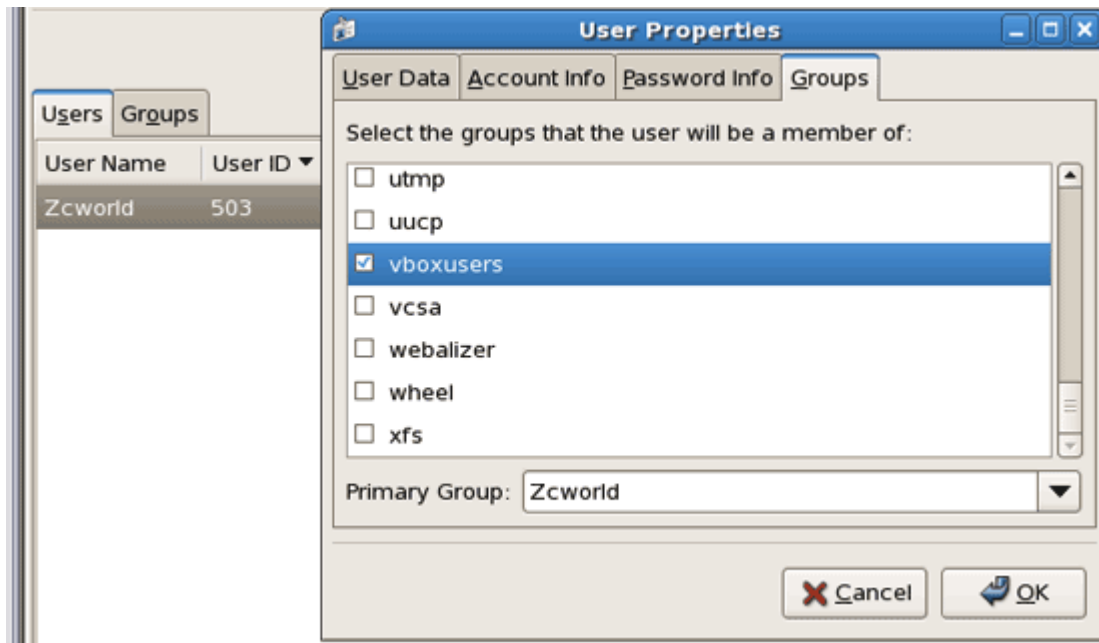 User Properties
User Data Account Info Password Info Groups
Users Groups
Select the groups that the user will be a member of:
User Name User ID
Zcworld 503
utmp
uucp
vboxusers
vcsa
webalizer
wheel
xfs
Primary Group: Zcworld
Cancel OK